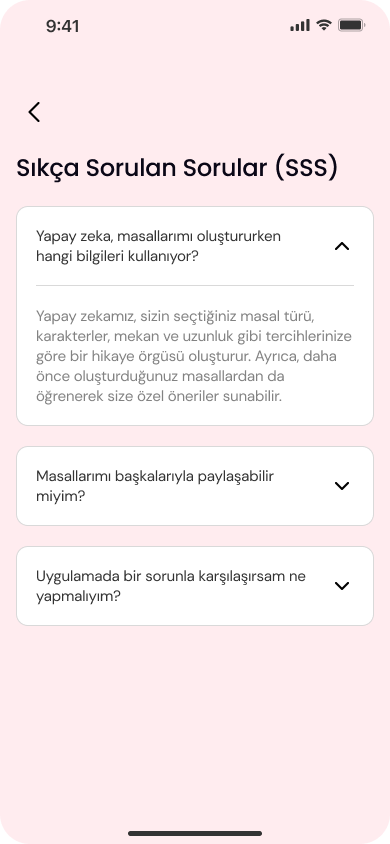 9:41
Sıkça Sorulan Sorular (SSS)
Yapay zeka, masallarımı oluştururken
hangi bilgileri kullanıyor?
Yapay zekamız, sizin seçtiğiniz masal türü,
karakterler, mekan ve uzunluk gibi tercihlerinize
göre bir hikaye örgüsü oluşturur. Ayrıca, daha
önce oluşturduğunuz masallardan da
öğrenerek size özel öneriler sunabilir.
Masallarımı başkalarıyla paylaşabilir
miyim?
Uygulamada bir sorunla karşılaşırsam ne
yapmalıyım?